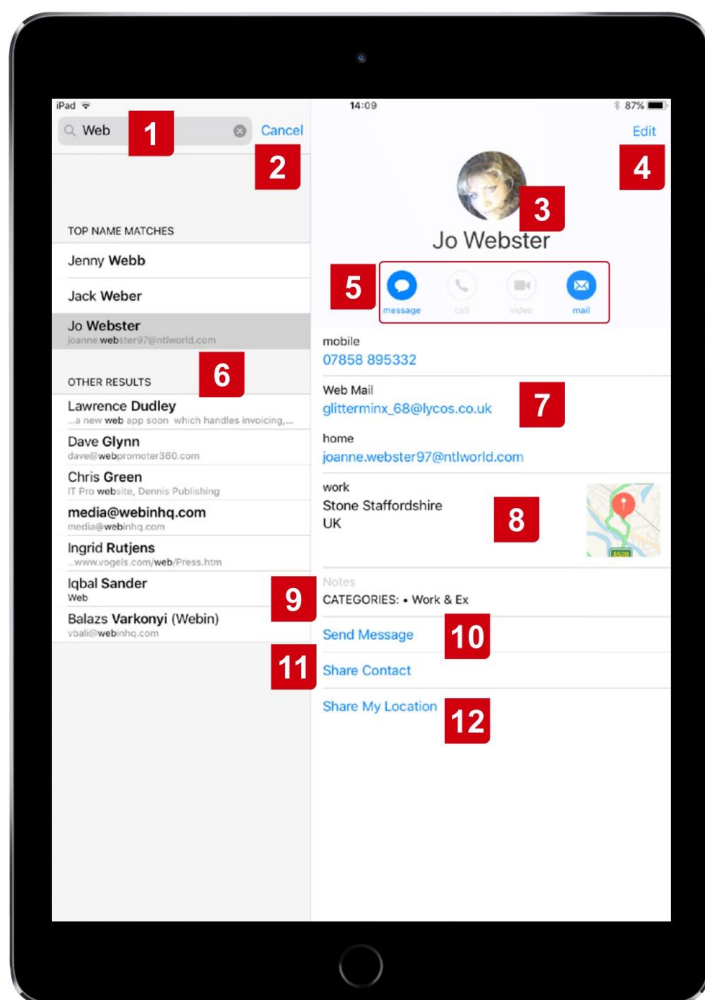 iPad 14:09 87%
Web Cancel
1
2
TOP NAME MATCHES
Jenny Webb
Jack Weber
Jo Webster
joanne.webster97@ntlworld.com
6
OTHER RESULTS
Lawrence Dudley
...a new web app soon which handles invoicing,...
Dave Glynn
dave@webpromoter360.com
Chris Green
IT Pro website, Dennis Publishing
media@webinhq.com
media@webinhq.com
Ingrid Rutjens
...www.vogels.com/web/Press.htm
Iqbal Sander
Web
Balazs Varkonyi (Webin)
vbali@webinhq.com
Edit
4
3
Jo Webster
5
message call video mail
mobile
07858 895332
Web Mail
glitterminx_68@lycos.co.uk
7
home
joanne.webster97@ntlworld.com
work
Stone Staffordshire
UK
8
9
Notes
CATEGORIES: • Work & Ex
Send Message
10
11
Share Contact
Share My Location
12